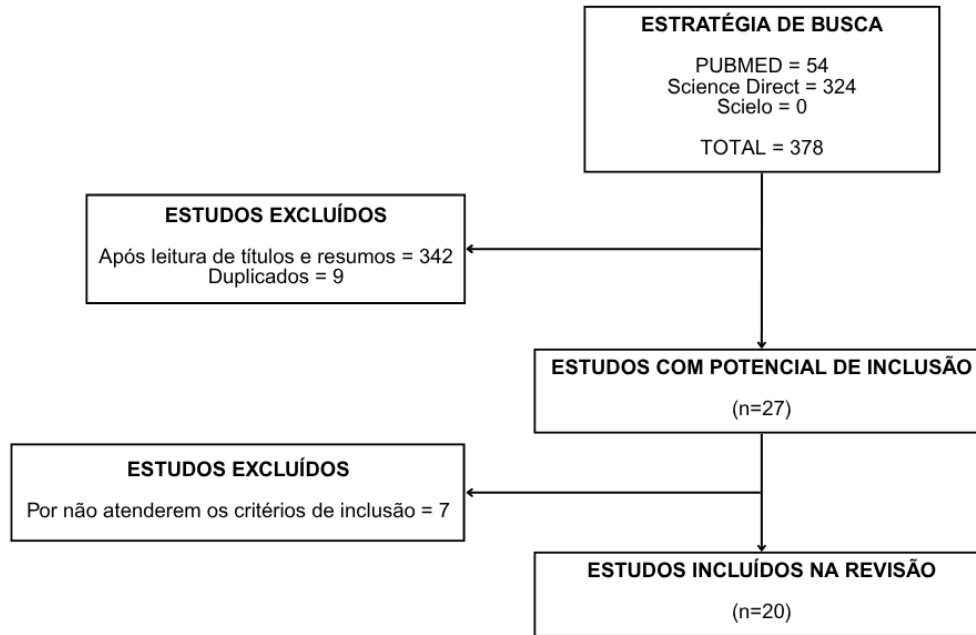 ESTRATÉGIA DE BUSCA
PUBMED = 54
Science Direct = 324
Scielo = 0
TOTAL = 378
ESTUDOS EXCLUÍDOS
Após leitura de títulos e resumos = 342
Duplicados = 9
ESTUDOS COM POTENCIAL DE INCLUSÃO
(n=27)
ESTUDOS EXCLUÍDOS
Por não atenderem os critérios de inclusão = 7
ESTUDOS INCLUÍDOS NA REVISÃO
(n=20)